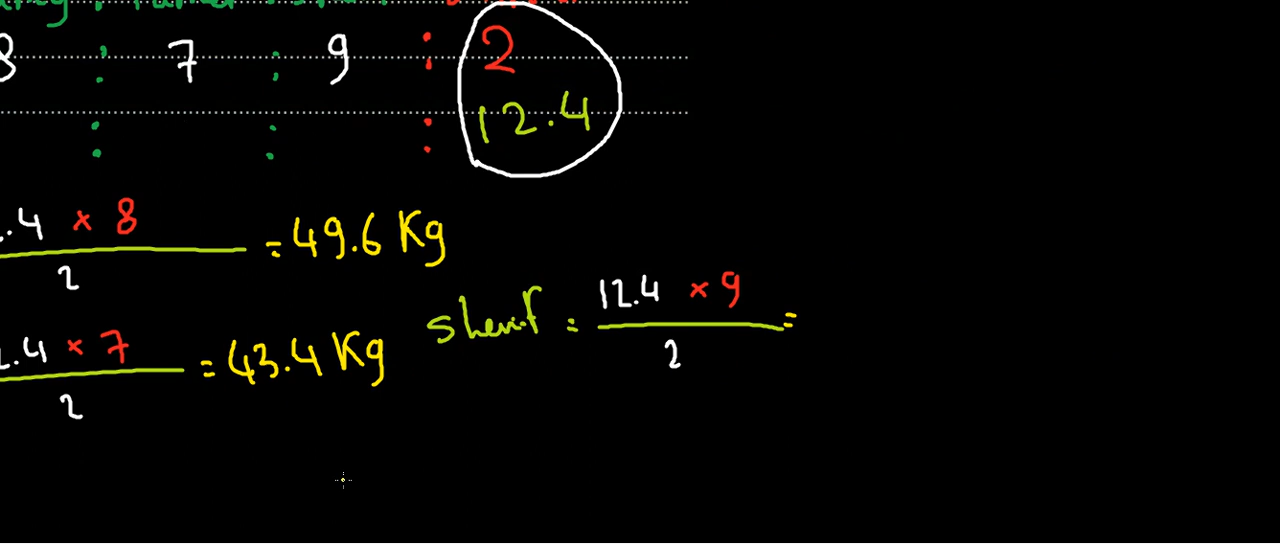 8 : 7 : 9 : 2
: : : 12.4
.4 × 8
2
= 49.6 Kg
.4 × 7
2
= 43.4 Kg
Sherif = 12.4 × 9
2
=